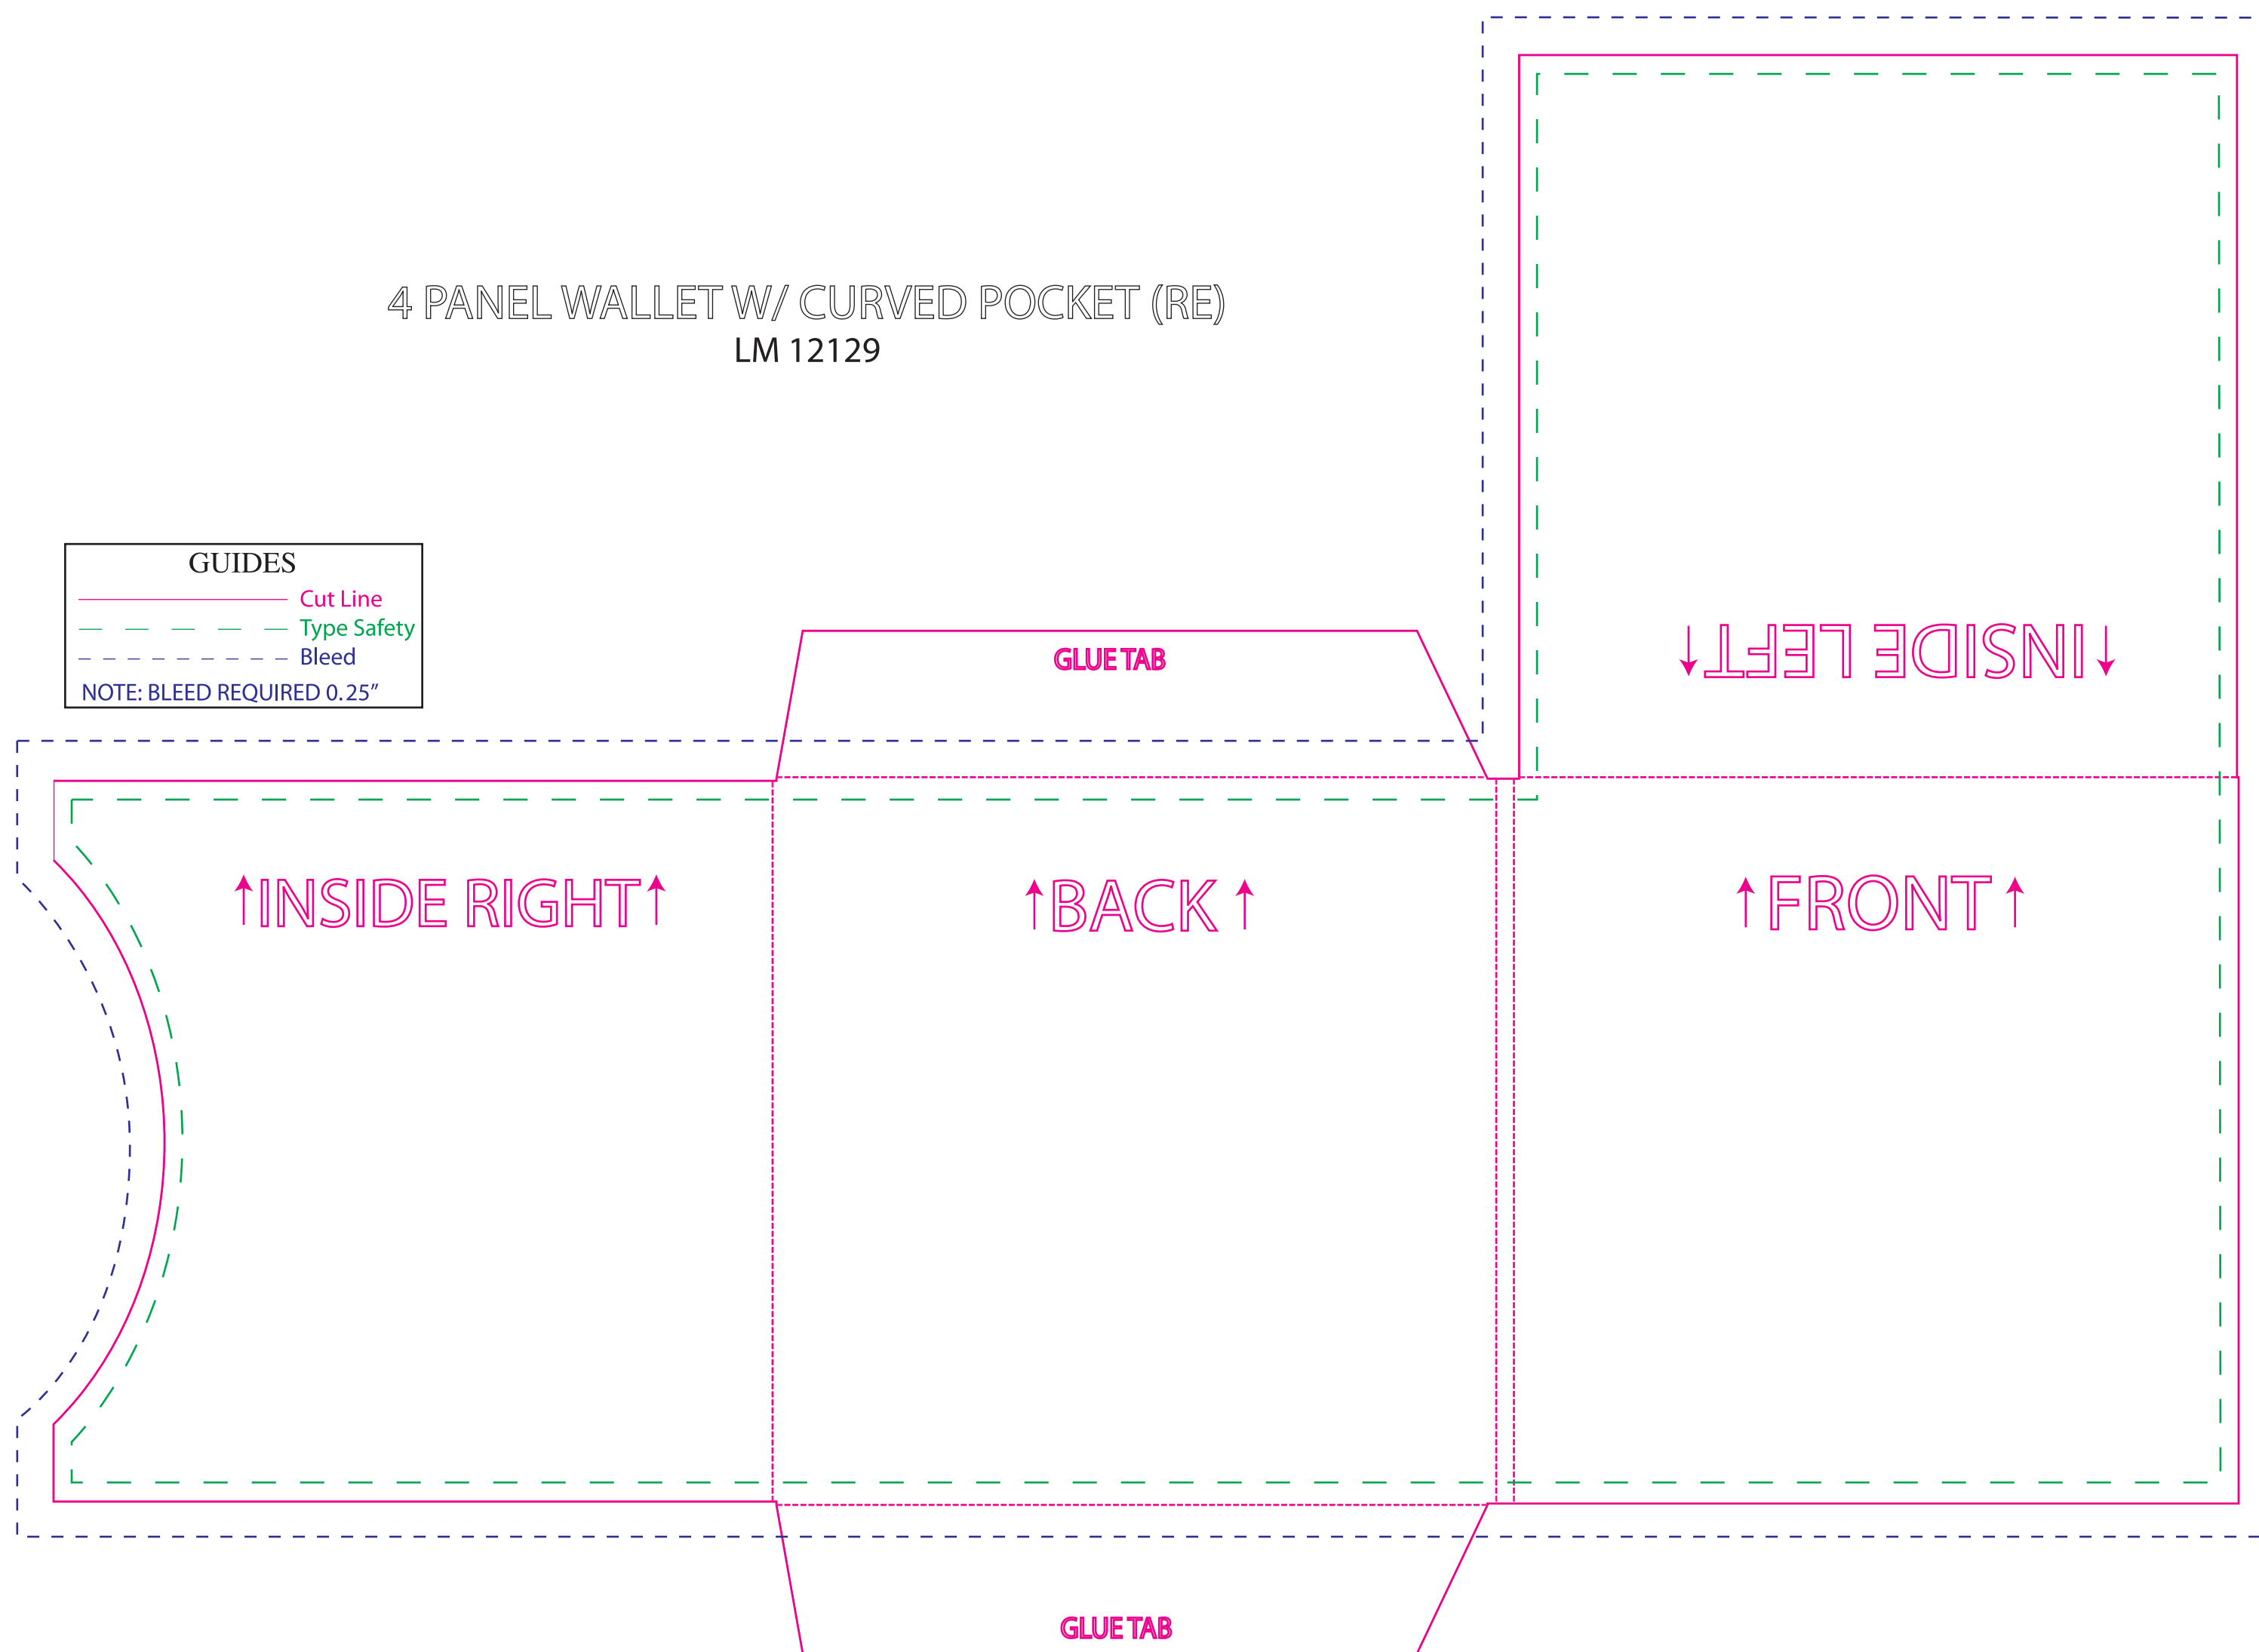 4 PANEL WALLET W/ CURVED POCKET (RE)
LM 12129
GUIDES
Cut Line
Type Safety
Bleed
NOTE: BLEED REQUIRED 0.25”
GLUE TAB
INSIDE LEFT
INSIDE RIGHT
BACK
FRONT
GLUE TAB